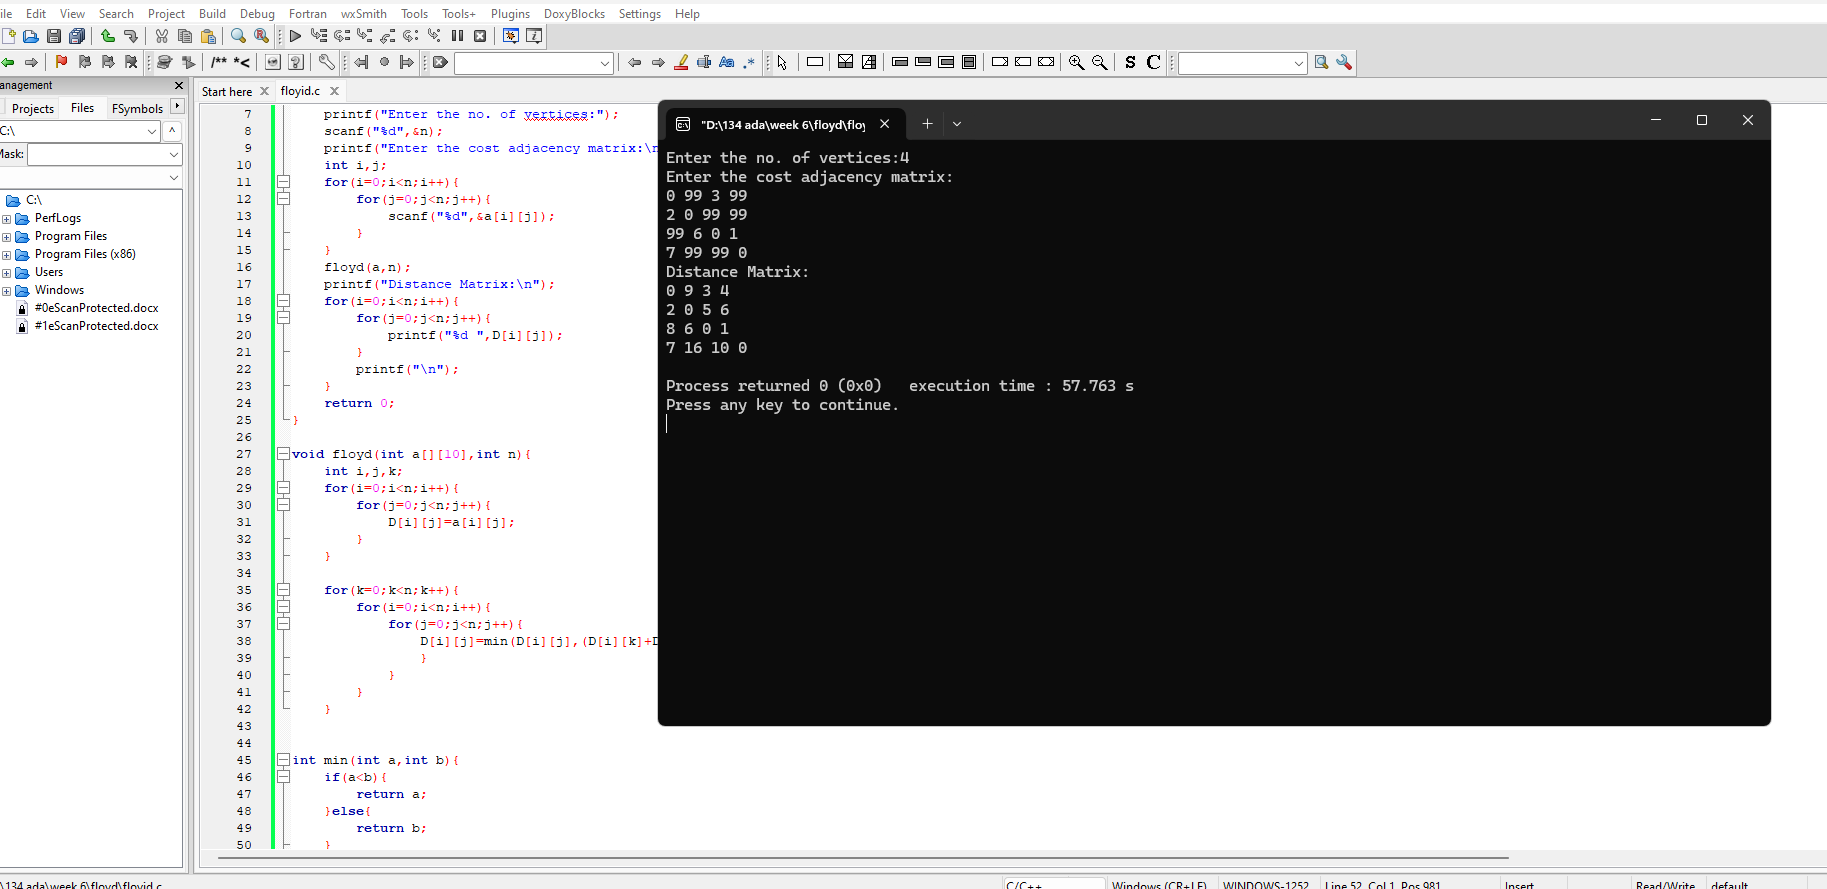 ile Edit View Search Project Build Debug Fortran wxSmith Tools Tools+ Plugins DoxyBlocks Settings Help
/** *<
Aa .* S C
anagement
Projects Files FSymbols
C:\
Mask:
C:\
PerfLogs
Program Files
Program Files (x86)
Users
Windows
#0eScanProtected.docx
#1eScanProtected.docx
Start here floyid.c
7 printf("Enter the no. of vertices:");
8 scanf("%d",&n);
9 printf("Enter the cost adjacency matrix:\n
10 int i,j;
11 for(i=0;i<n;i++){
12 for(j=0;j<n;j++){
13 scanf("%d",&a[i][j]);
14 }
15 }
16 floyd(a,n);
17 printf("Distance Matrix:\n");
18 for(i=0;i<n;i++){
19 for(j=0;j<n;j++){
20 printf("%d ",D[i][j]);
21 }
22 printf("\n");
23 }
24 return 0;
25 }
26
27 void floyd(int a[][10],int n){
28 int i,j,k;
29 for(i=0;i<n;i++){
30 for(j=0;j<n;j++){
31 D[i][j]=a[i][j];
32 }
33 }
34
35 for(k=0;k<n;k++){
36 for(i=0;i<n;i++){
37 for(j=0;j<n;j++){
38 D[i][j]=min(D[i][j],(D[i][k]+D
39 }
40 }
41 }
42 }
43
44
45 int min(int a,int b){
46 if(a<b){
47 return a;
48 }else{
49 return b;
50 }
"D:\134 ada\week 6\floyd\floy
Enter the no. of vertices:4
Enter the cost adjacency matrix:
0 99 3 99
2 0 99 99
99 6 0 1
7 99 99 0
Distance Matrix:
0 9 3 4
2 0 5 6
8 6 0 1
7 16 10 0
Process returned 0 (0x0) execution time : 57.763 s
Press any key to continue.
\134 ada\week 6\floyd\floyid.c C/C++ Windows (CR+LF) WINDOWS-1252 Line 52, Col 1, Pos 981 Insert Read/Write default